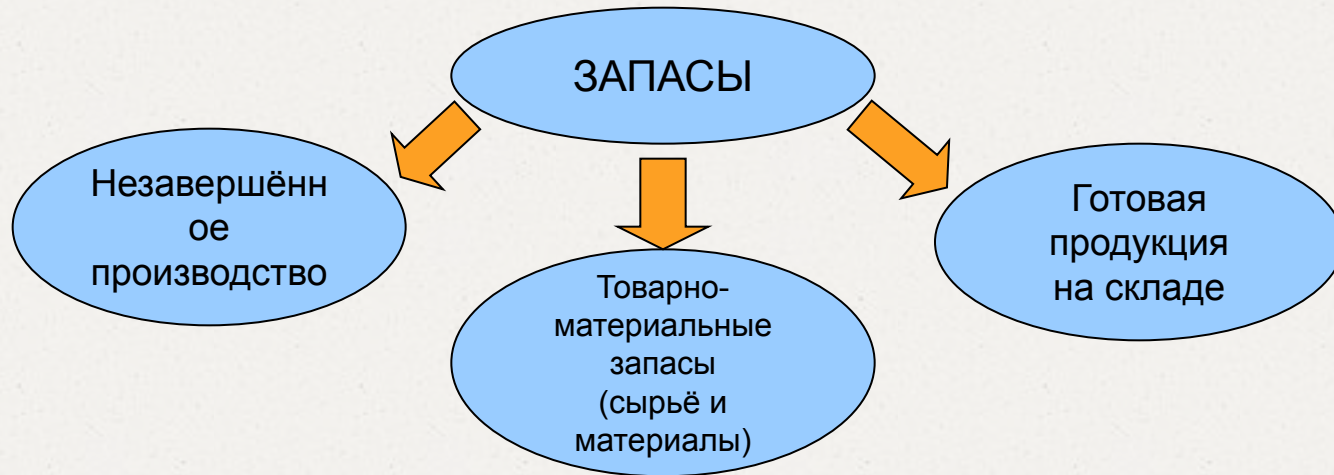 ЗАПАСЫ
Незавершённ
ое
производство
Товарно-
материальные
запасы
(сырьё и
материалы)
Готовая
продукция
на складе